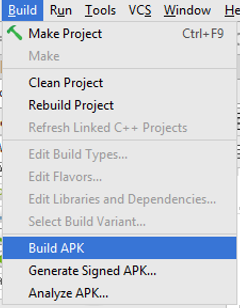 Build Run Tools VCS Window He
Make Project Ctrl+F9
Make
Clean Project
Rebuild Project
Refresh Linked C++ Projects
Edit Build Types...
Edit Flavors...
Edit Libraries and Dependencies...
Select Build Variant...
Build APK
Generate Signed APK...
Analyze APK...